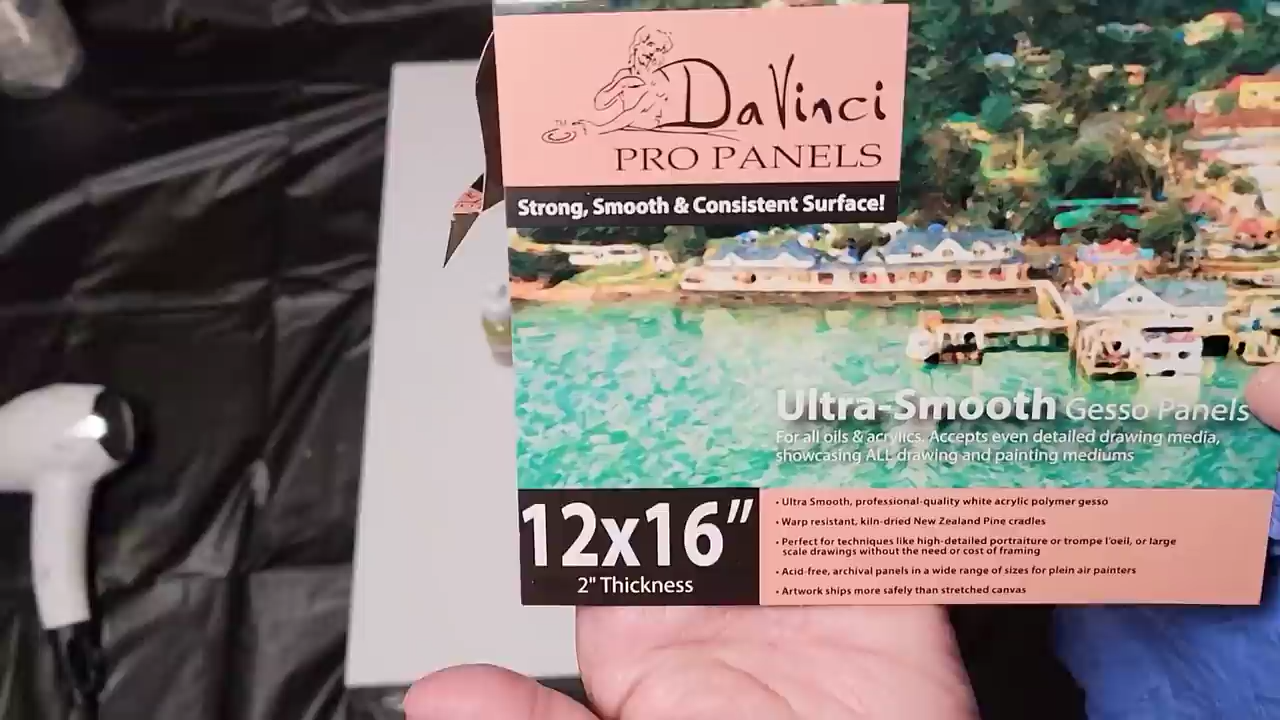 TM
Da Vinci
PRO PANELS
Strong, Smooth & Consistent Surface!
Ultra-Smooth Gesso Panels
For all oils & acrylics. Accepts even detailed drawing media,
showcasing ALL drawing and painting mediums
12x16"
2" Thickness
• Ultra Smooth, professional-quality white acrylic polymer gesso
• Warp resistant, kiln-dried New Zealand Pine cradles
• Perfect for techniques like high-detailed portraiture or trompe l'oeil, or large
scale drawings without the need or cost of framing
• Acid-free, archival panels in a wide range of sizes for plein air painters
• Artwork ships more safely than stretched canvas